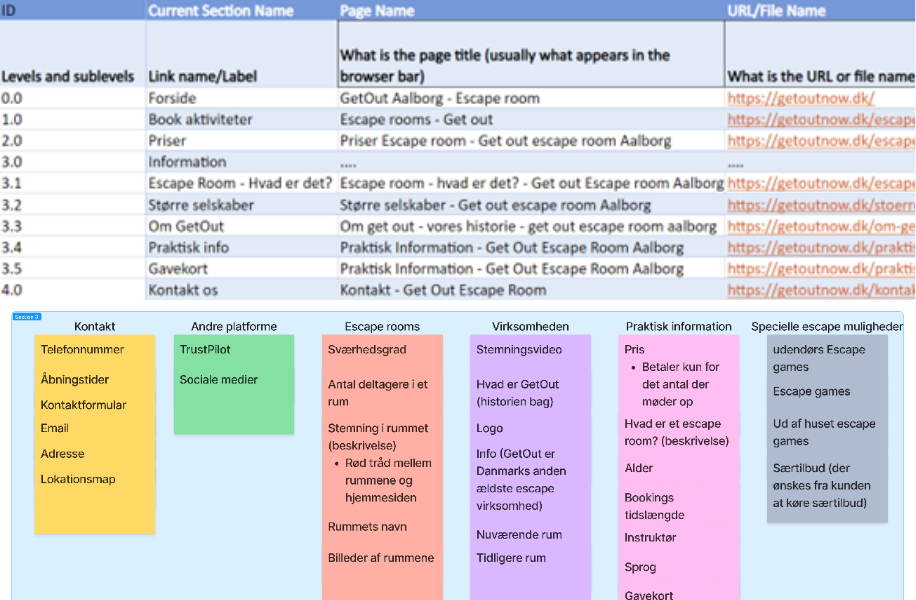 ID Current Section Name Page Name URL/File Name
Levels and sublevels Link name/Label What is the page title (usually what appears in the browser bar) What is the URL or file name
0.0 Forside GetOut Aalborg - Escape room https://getoutnow.dk/
1.0 Book aktiviteter Escape rooms - Get out https://getoutnow.dk/escape
2.0 Priser Priser Escape room - Get out escape room Aalborg https://getoutnow.dk/escape
3.0 Information .... ....
3.1 Escape Room - Hvad er det? Escape room - hvad er det? - Get out Escape room Aalborg https://getoutnow.dk/escape
3.2 Større selskaber Større selskaber - Get out escape room Aalborg https://getoutnow.dk/stoerre
3.3 Om GetOut Om get out - vores historie - get out escape room aalborg https://getoutnow.dk/om-ge
3.4 Praktisk info Praktisk Information - Get Out Escape Room Aalborg https://getoutnow.dk/prakti
3.5 Gavekort Praktisk Information - Get Out Escape Room Aalborg https://getoutnow.dk/prakti
4.0 Kontakt os Kontakt - Get Out Escape Room https://getoutnow.dk/kontak
Section 3
Kontakt
Telefonnummer
Åbningstider
Kontaktformular
Email
Adresse
Lokationsmap
Andre platforme
TrustPilot
Sociale medier
Escape rooms
Sværhedsgrad
Antal deltagere i et
rum
Stemning i rummet
(beskrivelse)
• Rød tråd mellem
rummene og
hjemmesiden
Rummets navn
Billeder af rummene
Virksomheden
Stemningsvideo
Hvad er GetOut
(historien bag)
Logo
Info (GetOut er
Danmarks anden
ældste escape
virksomhed)
Nuværende rum
Tidligere rum
Praktisk information
Pris
• Betaler kun for
det antal der
møder op
Hvad er et escape
room? (beskrivelse)
Alder
Bookings
tidslængde
Instruktør
Sprog
Gavekort
Specielle escape muligheder
udendørs Escape
games
Escape games
Ud af huset escape
games
Særtilbud (der
ønskes fra kunden
at køre særtilbud)